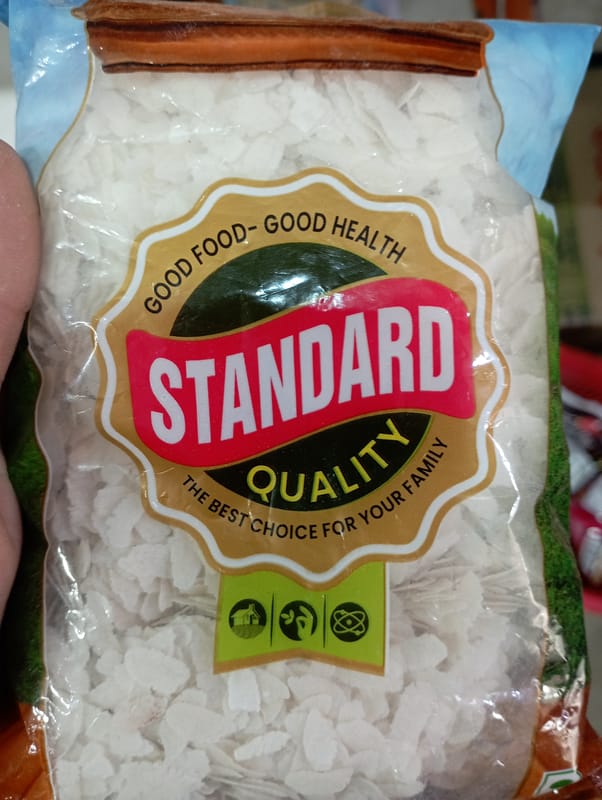 GOOD FOOD- GOOD HEALTH
STANDARD
QUALITY
THE BEST CHOICE FOR YOUR FAMILY